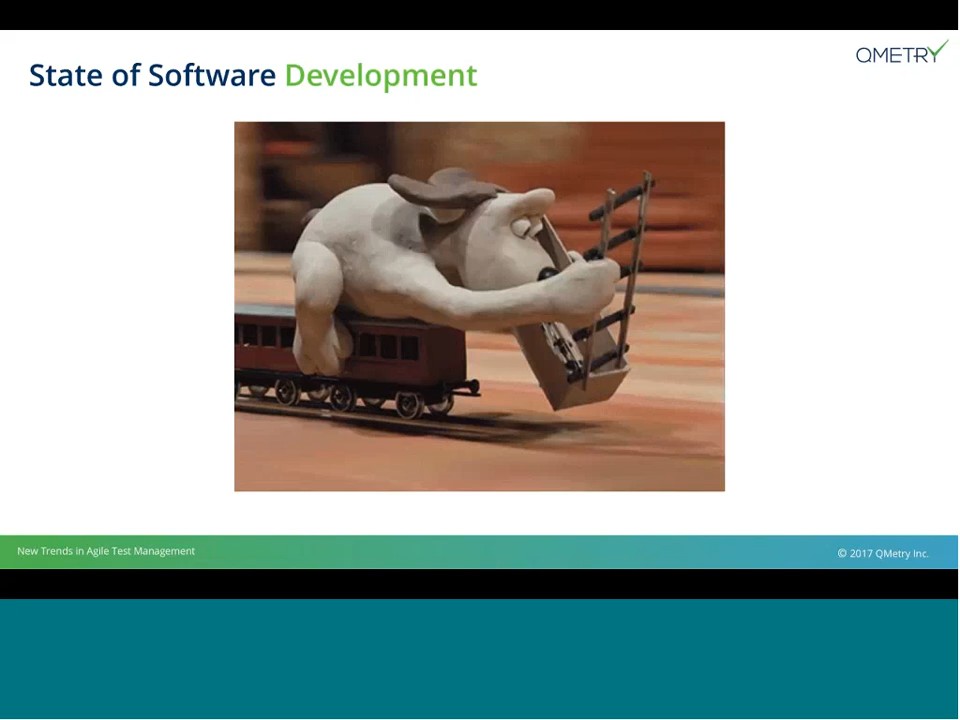 State of Software Development
QMETRY
New Trends in Agile Test Management
© 2017 QMetry Inc.